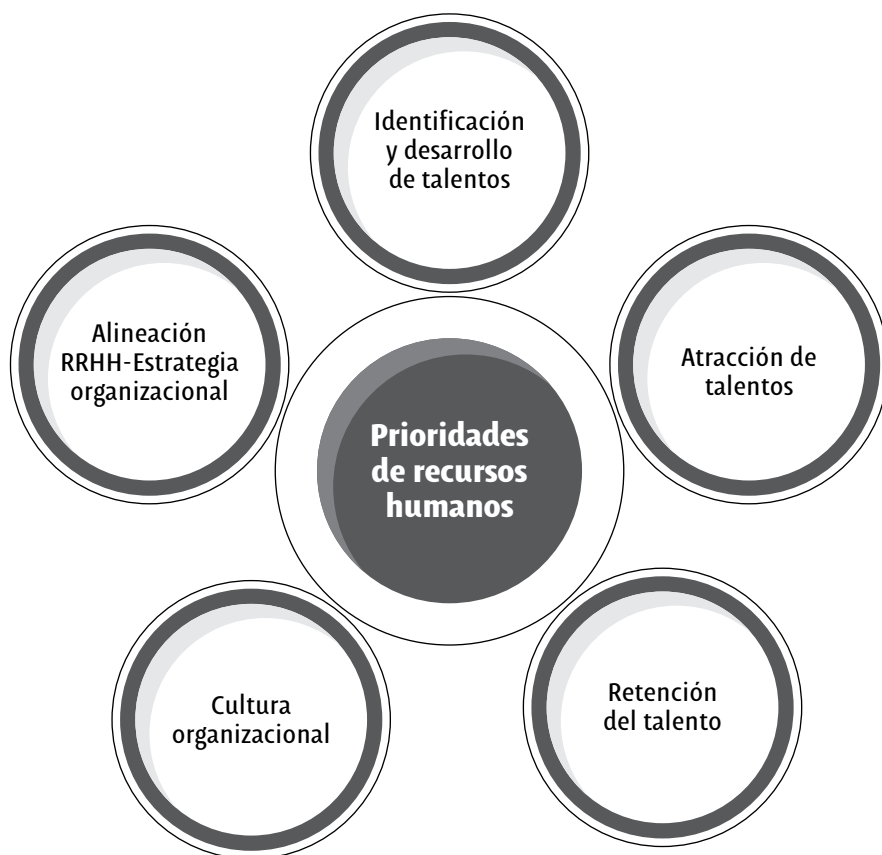 Identificación
y desarrollo
de talentos
Alineación
RRHH-Estrategia
organizacional
Atracción de
talentos
Prioridades
de recursos
humanos
Cultura
organizacional
Retención
del talento